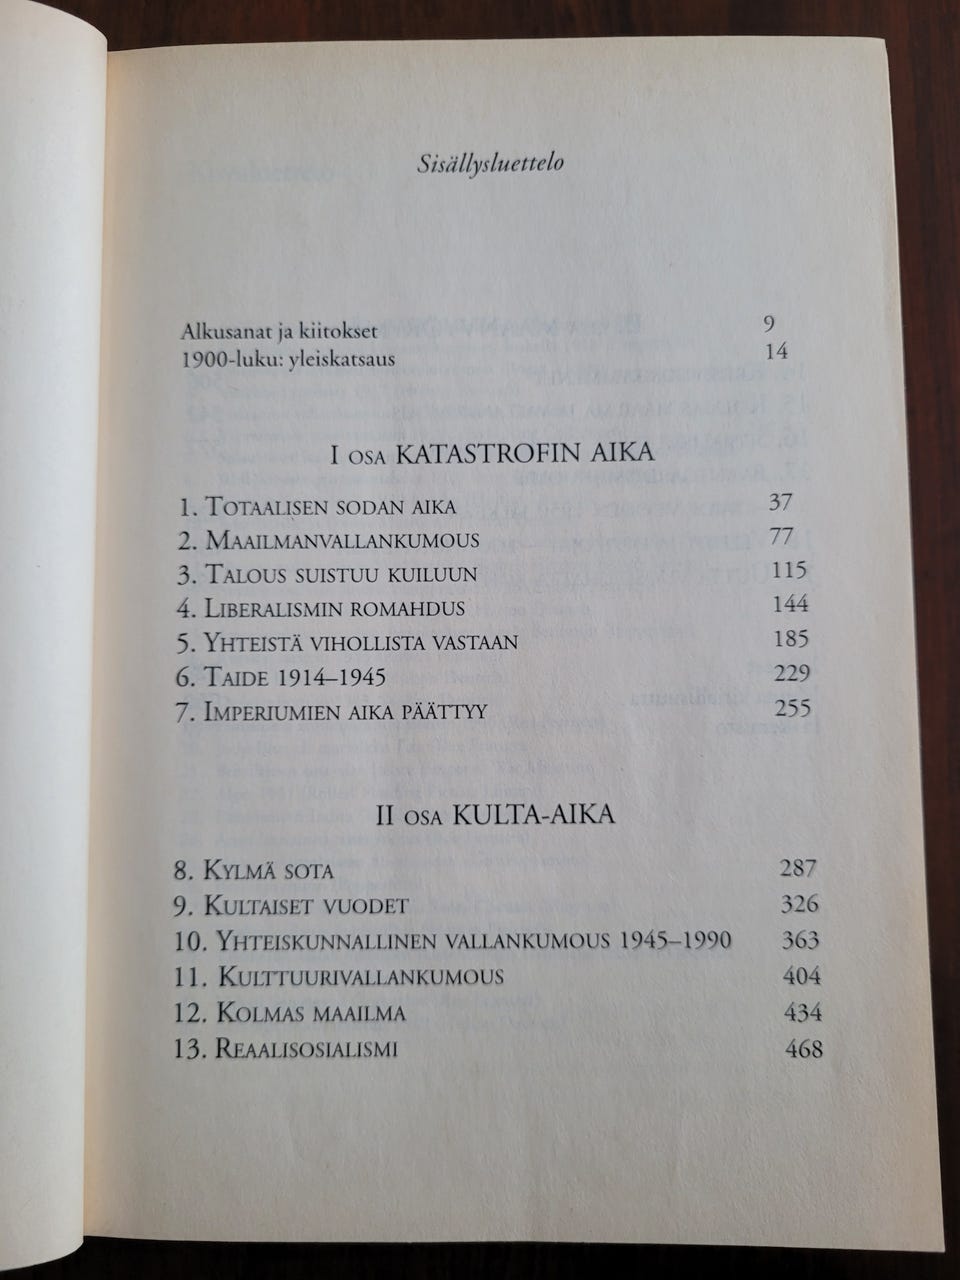 Sisällysluettelo
Alkusanat ja kiitokset 9
1900-luku: yleiskatsaus 14
I OSA KATASTROFIN AIKA
1. TOTAALISEN SODAN AIKA 37
2. MAAILMANVALLANKUMOUS 77
3. TALOUS SUISTUU KUILUUN 115
4. LIBERALISMIN ROMAHDUS 144
5. YHTEISTÄ VIHOLLISTA VASTAAN 185
6. TAIDE 1914–1945 229
7. IMPERIUMIEN AIKA PÄÄTTYY 255
II OSA KULTA-AIKA
8. KYLMÄ SOTA 287
9. KULTAISET VUODET 326
10. YHTEISKUNNALLINEN VALLANKUMOUS 1945–1990 363
11. KULTTUURIVALLANKUMOUS 404
12. KOLMAS MAAILMA 434
13. REAALISOSIALISMI 468